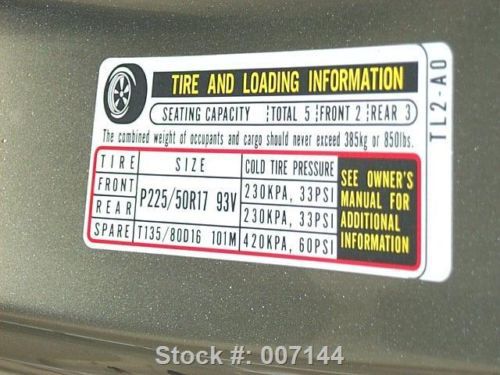 TIRE AND LOADING INFORMATION
SEATING CAPACITY TOTAL 5 FRONT 2 REAR 3
The combined weight of occupants and cargo should never exceed 385kg or 850lbs.
TIRE SIZE COLD TIRE PRESSURE
FRONT P225/50R17 93V 230KPA, 33PSI
REAR 230KPA, 33PSI
SPARE T135/80D16 101M 420KPA, 60PSI
SEE OWNER'S
MANUAL FOR
ADDITIONAL
INFORMATION
TL2-A0
Stock #: 007144